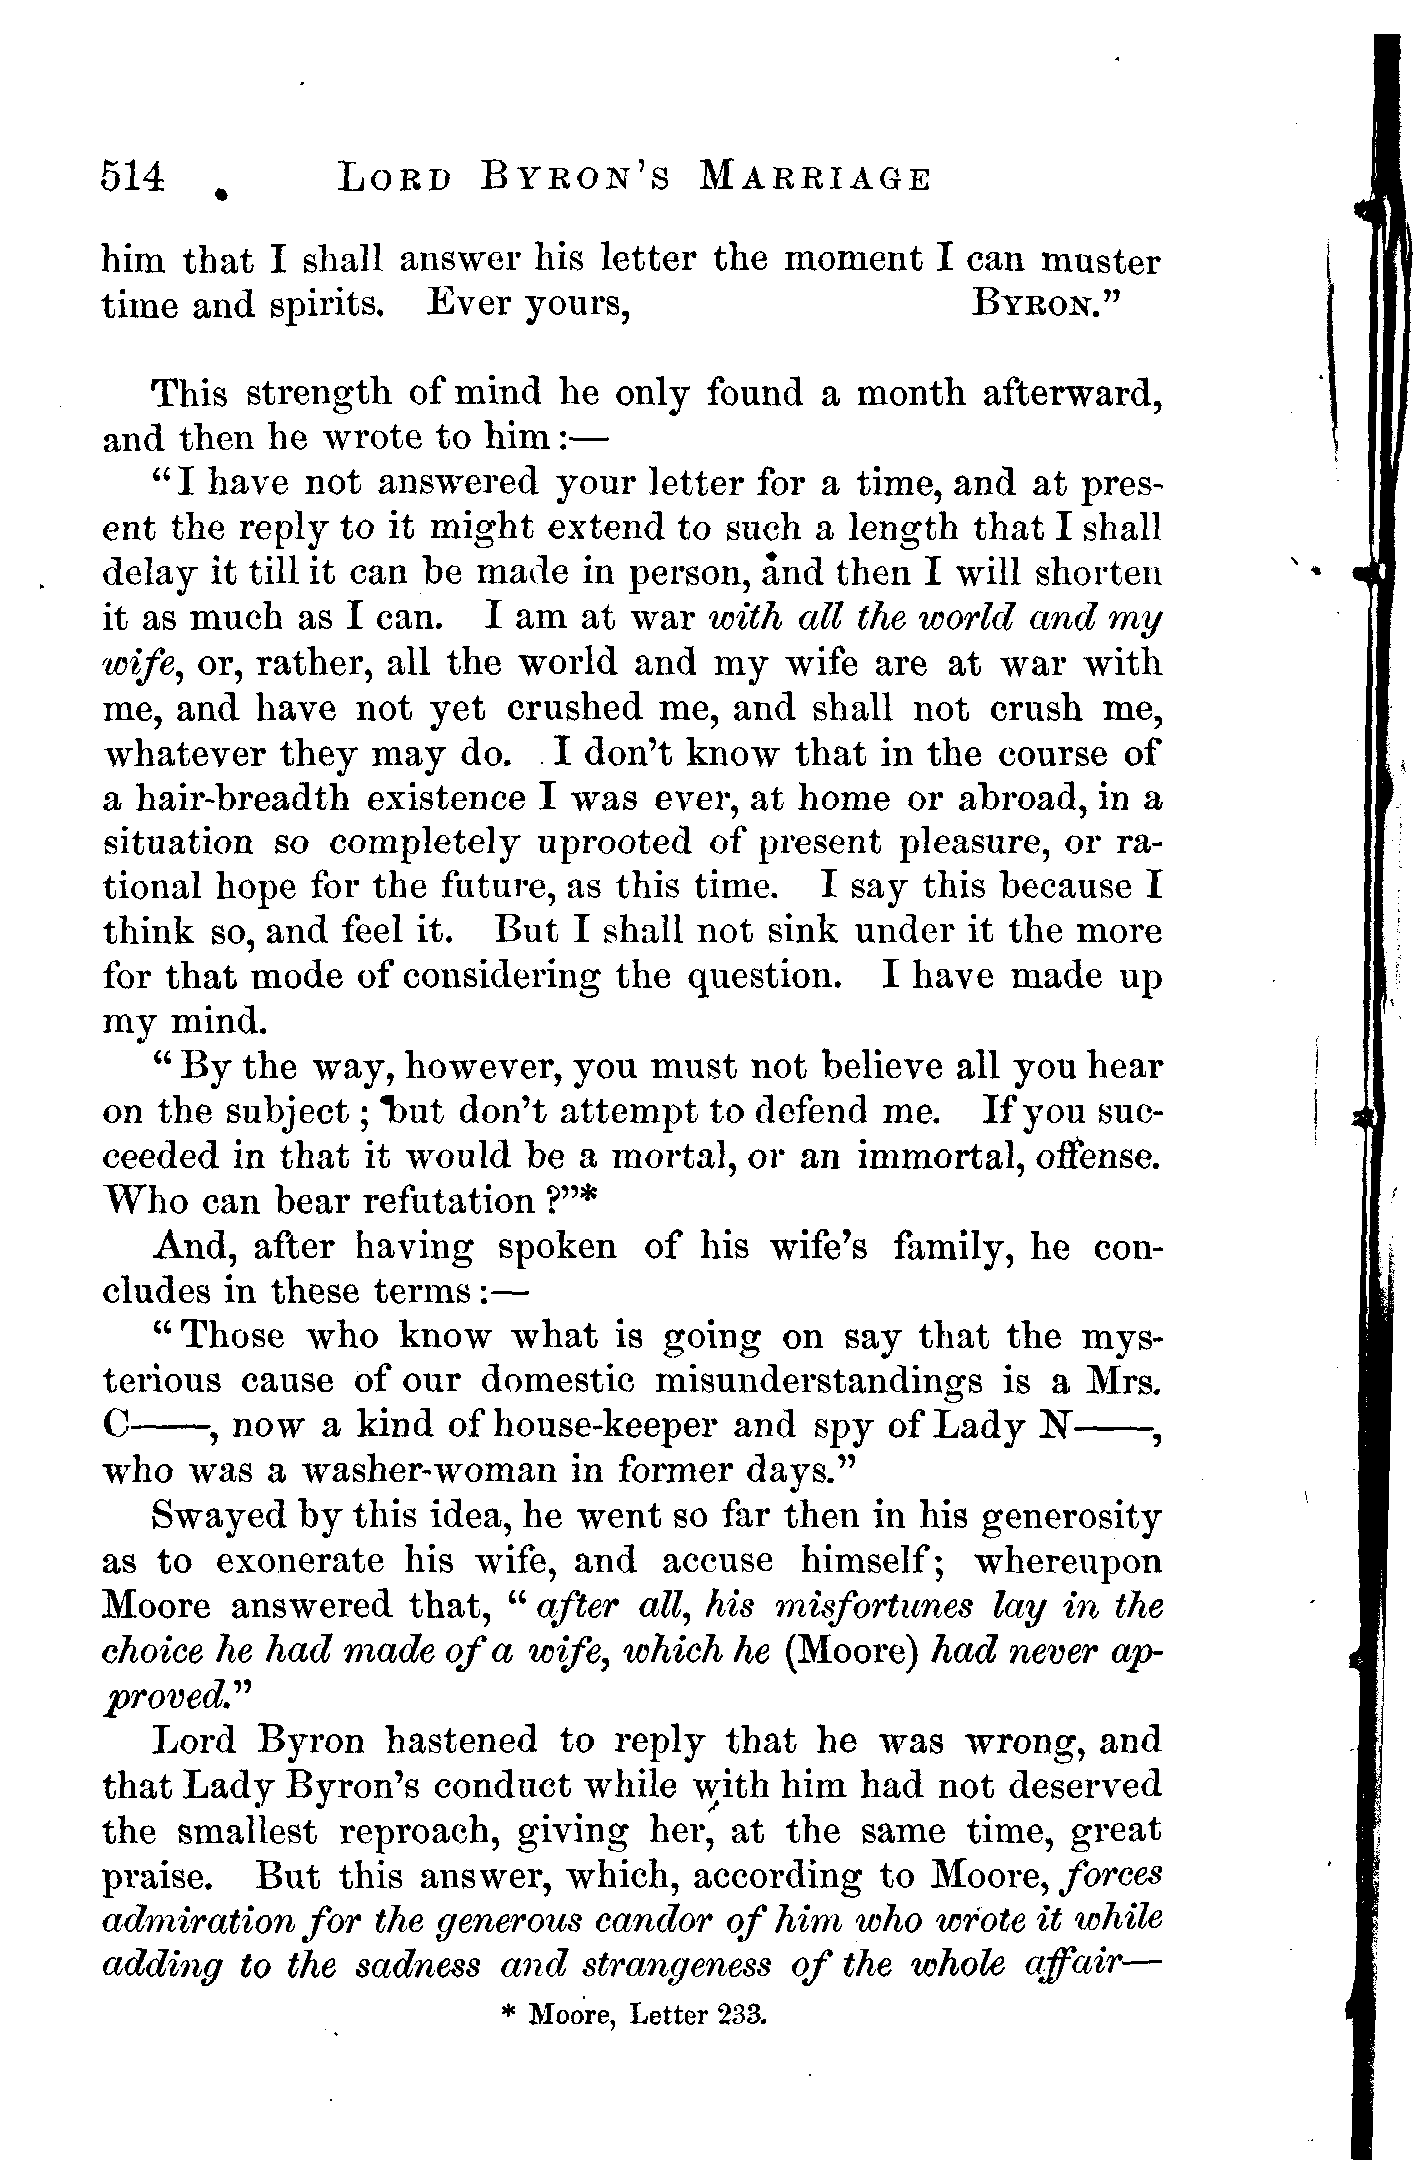 514 LORD BYRON'S MARRIAGE
him that I shall answer his letter the moment I can muster
time and spirits. Ever yours, BYRON."
This strength of mind he only found a month afterward,
and then he wrote to him:—
"I have not answered your letter for a time, and at pres-
ent the reply to it might extend to such a length that I shall
delay it till it can be made in person, and then I will shorten
it as much as I can. I am at war with all the world and my
wife, or, rather, all the world and my wife are at war with
me, and have not yet crushed me, and shall not crush me,
whatever they may do. I don't know that in the course of
a hair-breadth existence I was ever, at home or abroad, in a
situation so completely uprooted of present pleasure, or ra-
tional hope for the future, as this time. I say this because I
think so, and feel it. But I shall not sink under it the more
for that mode of considering the question. I have made up
my mind.
"By the way, however, you must not believe all you hear
on the subject; but don't attempt to defend me. If you suc-
ceeded in that it would be a mortal, or an immortal, offense.
Who can bear refutation?"*
And, after having spoken of his wife's family, he con-
cludes in these terms:—
"Those who know what is going on say that the mys-
terious cause of our domestic misunderstandings is a Mrs.
C——, now a kind of house-keeper and spy of Lady N——,
who was a washer-woman in former days."
Swayed by this idea, he went so far then in his generosity
as to exonerate his wife, and accuse himself; whereupon
Moore answered that, "after all, his misfortunes lay in the
choice he had made of a wife, which he (Moore) had never ap-
proved."
Lord Byron hastened to reply that he was wrong, and
that Lady Byron's conduct while with him had not deserved
the smallest reproach, giving her, at the same time, great
praise. But this answer, which, according to Moore, forces
admiration for the generous candor of him who wrote it while
adding to the sadness and strangeness of the whole affair—
* Moore, Letter 233.